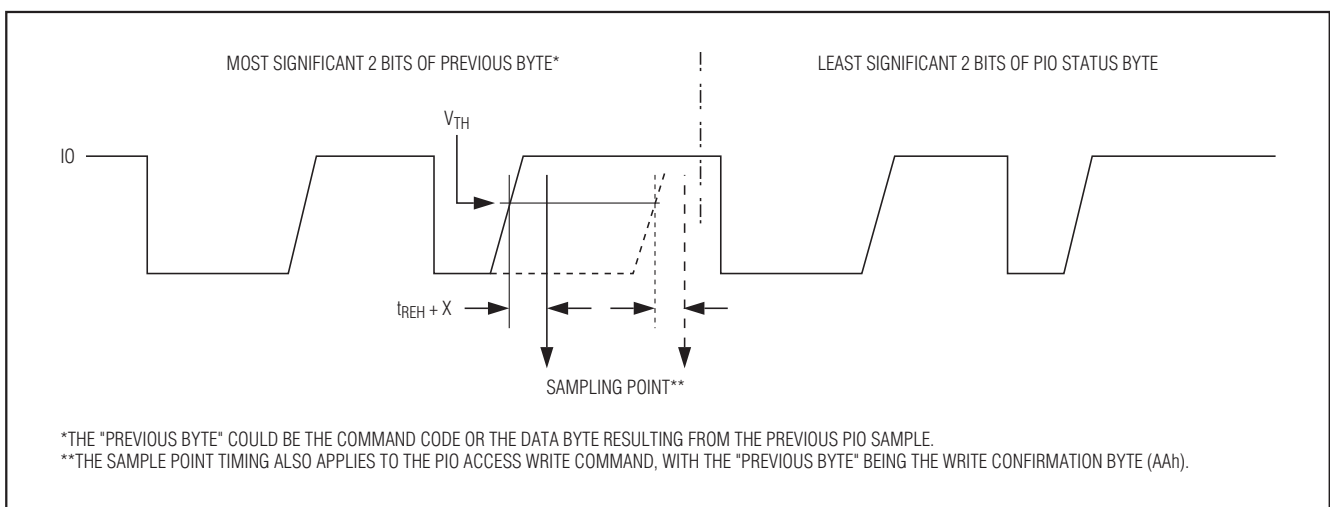 MOST SIGNIFICANT 2 BITS OF PREVIOUS BYTE*
LEAST SIGNIFICANT 2 BITS OF PIO STATUS BYTE
VTH
IO
tREH + X
SAMPLING POINT**
*THE "PREVIOUS BYTE" COULD BE THE COMMAND CODE OR THE DATA BYTE RESULTING FROM THE PREVIOUS PIO SAMPLE.
**THE SAMPLE POINT TIMING ALSO APPLIES TO THE PIO ACCESS WRITE COMMAND, WITH THE "PREVIOUS BYTE" BEING THE WRITE CONFIRMATION BYTE (AAh).